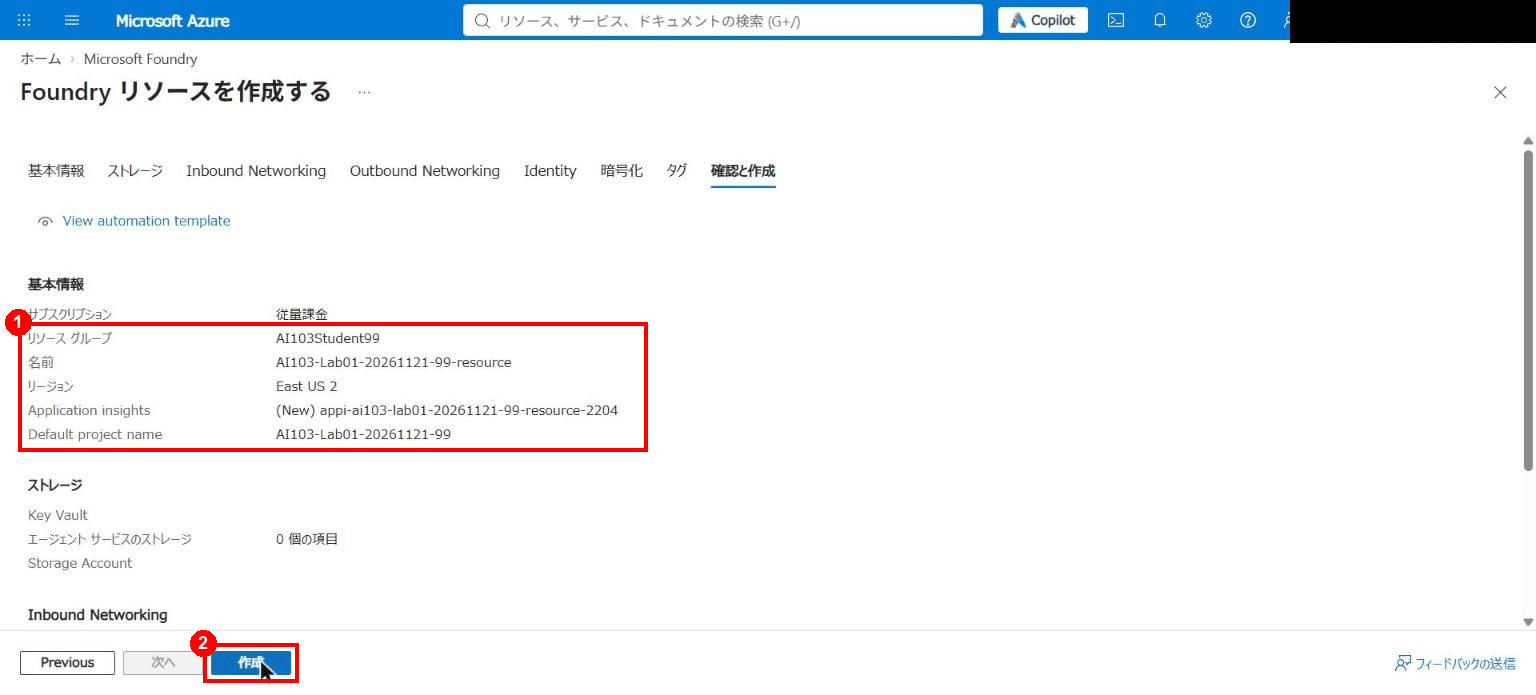 Microsoft Azure
リソース、サービス、ドキュメントの検索 (G+/)
Copilot
ホーム > Microsoft Foundry
Foundry リソースを作成する ...
基本情報 ストレージ Inbound Networking Outbound Networking Identity 暗号化 タグ 確認と作成
View automation template
基本情報
サブスクリプション 従量課金
1
リソース グループ AI103Student99
名前 AI103-Lab01-20261121-99-resource
リージョン East US 2
Application insights (New) appi-ai103-lab01-20261121-99-resource-2204
Default project name AI103-Lab01-20261121-99
ストレージ
Key Vault
エージェント サービスのストレージ 0 個の項目
Storage Account
Inbound Networking
2
Previous 次へ 作成 フィードバックの送信